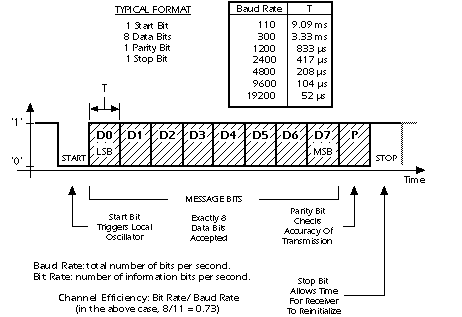 TYPICAL FORMAT
1 Start Bit
8 Data Bits
1 Parity Bit
1 Stop Bit
Baud Rate T
110 9.09 ms
300 3.33 ms
1200 833 µs
2400 417 µs
4800 208 µs
9600 104 µs
19200 52 µs
T
'1'
'0'
START
D0 D1 D2 D3 D4 D5 D6 D7 P
LSB MSB
STOP
Time
MESSAGE BITS
Start Bit
Triggers Local
Oscillator
Exactly 8
Data Bits
Accepted
Parity Bit
Checks
Accuracy Of
Transmission
Baud Rate: total number of bits per second.
Bit Rate: number of information bits per second.
Channel Efficiency: Bit Rate/ Baud Rate
(in the above case, 8/11 = 0.73)
Stop Bit
Allows Time
For Receiver
To Reinitialize